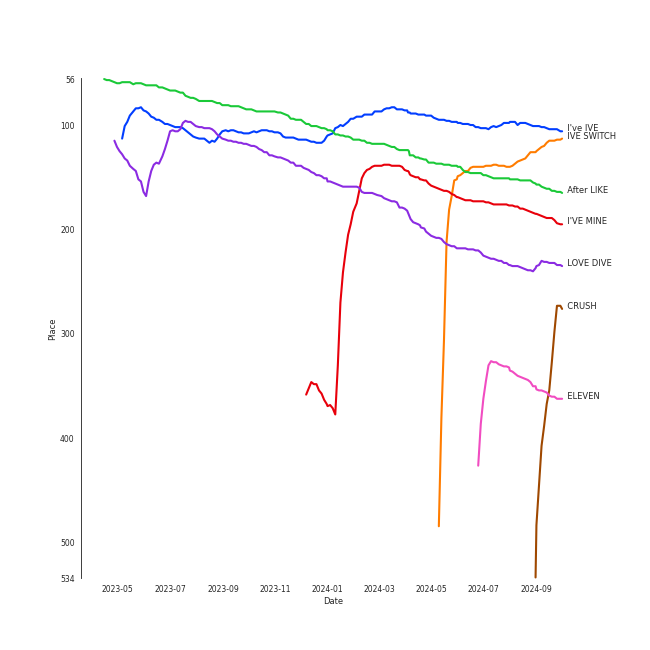 56
100
200
300
400
500
534
Place
2023-05
2023-07
2023-09
2023-11
2024-01
2024-03
2024-05
2024-07
2024-09
Date
I've IVE
IVE SWITCH
After LIKE
I'VE MINE
LOVE DIVE
CRUSH
ELEVEN